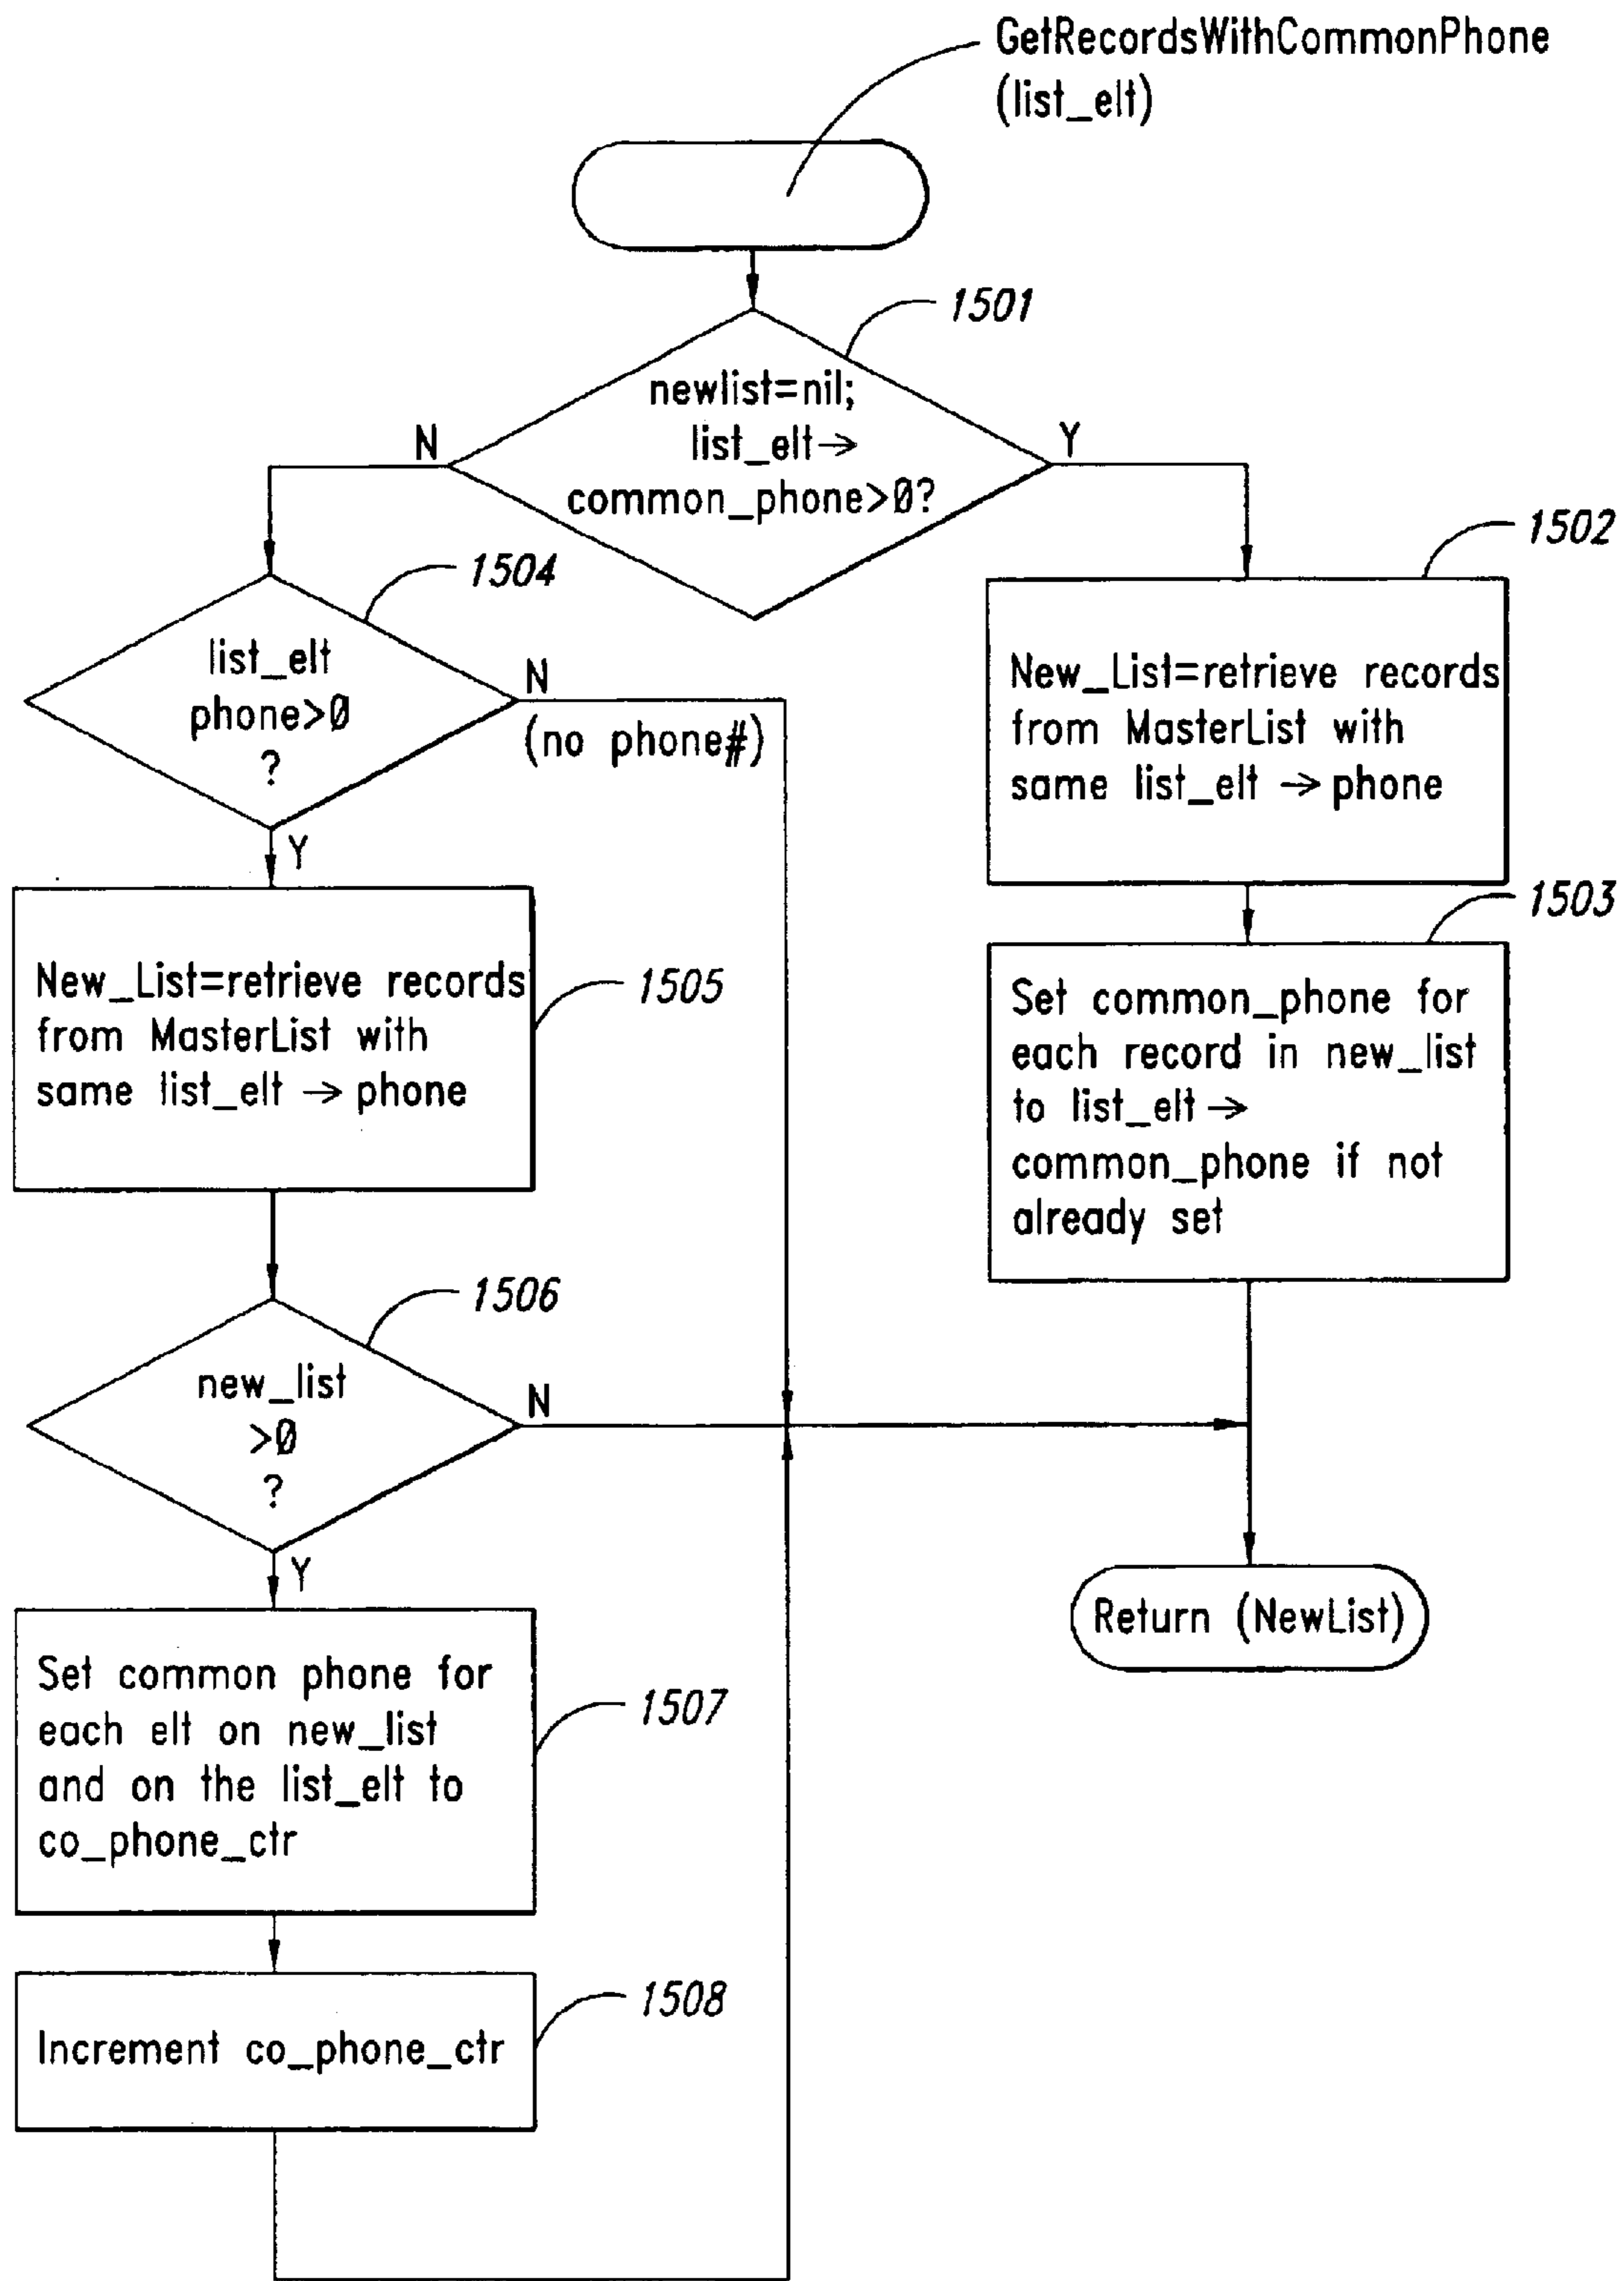 GetRecordsWithCommonPhone
(list_elt)
1501
newlist=nil;
list_elt→
common_phone>0?
N
Y
1502
New_List=retrieve records
from MasterList with
same list_elt → phone
1503
Set common_phone for
each record in new_list
to list_elt→
common_phone if not
already set
1504
list_elt
phone>0
?
N
(no phone#)
Y
New_List=retrieve records
from MasterList with
same list_elt → phone
1505
1506
new_list
>0
?
N
Y
Set common phone for
each elt on new_list
and on the list_elt to
co_phone_ctr
1507
Increment co_phone_ctr
1508
Return (NewList)